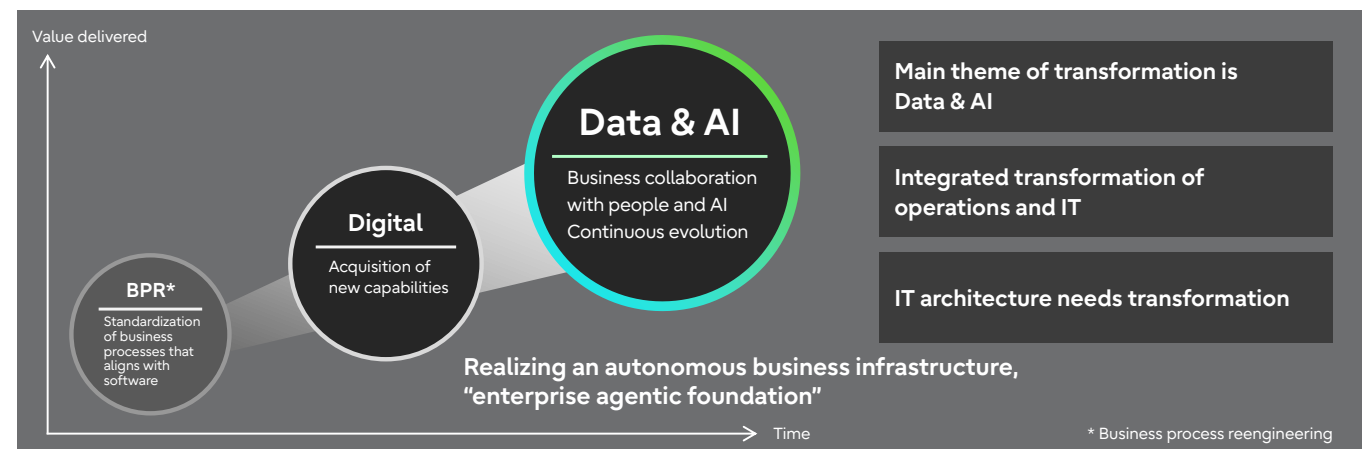 Value delivered
BPR*
Standardization
of business
processes that
aligns with
software
Digital
Acquisition of
new capabilities
Data & AI
Business collaboration
with people and AI
Continuous evolution
Realizing an autonomous business infrastructure,
“enterprise agentic foundation”
Time
Main theme of transformation is
Data & AI
Integrated transformation of
operations and IT
IT architecture needs transformation
* Business process reengineering